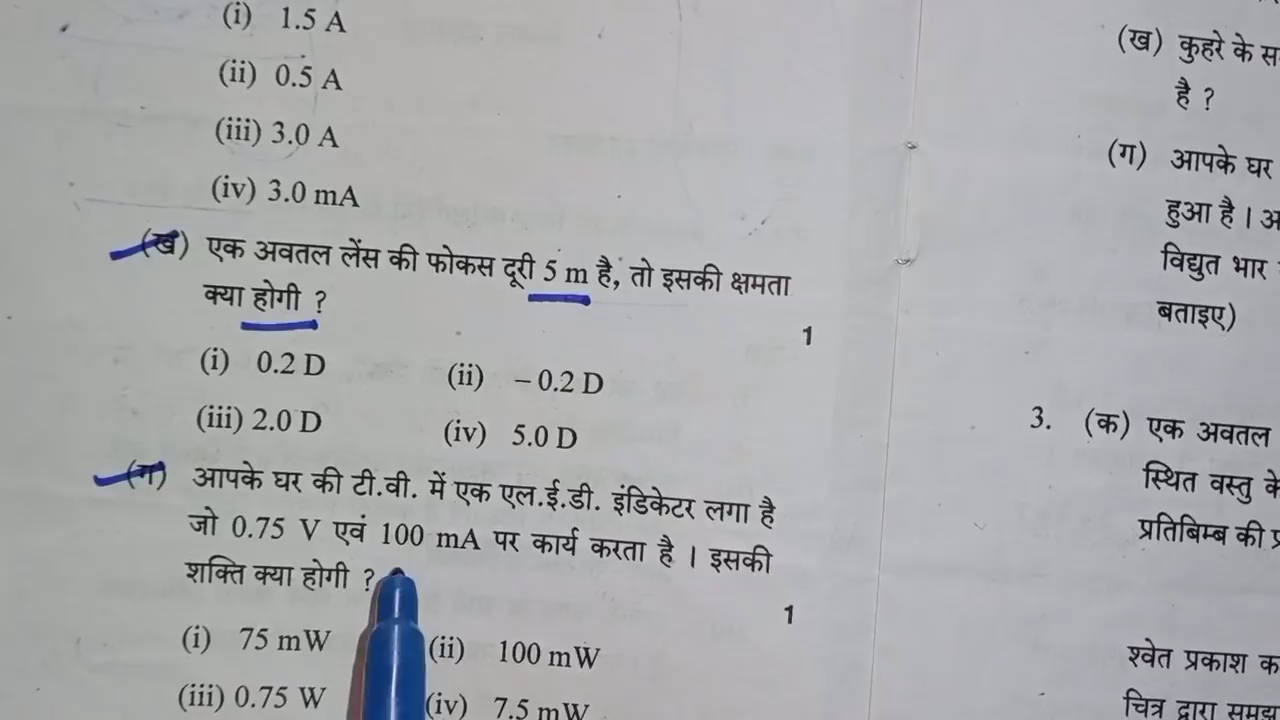 (i) 1.5 A
(ii) 0.5 A
(iii) 3.0 A
(iv) 3.0 mA
(ख) एक अवतल लेंस की फोकस दूरी 5 m है, तो इसकी क्षमता
क्या होगी ?
1
(i) 0.2 D (ii) – 0.2 D
(iii) 2.0 D (iv) 5.0 D
(ग) आपके घर की टी.वी. में एक एल.ई.डी. इंडिकेटर लगा है
जो 0.75 V एवं 100 mA पर कार्य करता है । इसकी
शक्ति क्या होगी ?
1
(i) 75 mW (ii) 100 mW
(iii) 0.75 W (iv) 7.5 mW
(ख) कुहरे के
है ?
(ग) आपके घर
हुआ है ।
विद्युत भार
बताइए)
3. (क) एक अवतल
स्थित वस्तु के
प्रतिबिम्ब की
श्वेत प्रकाश
चित्र द्वारा